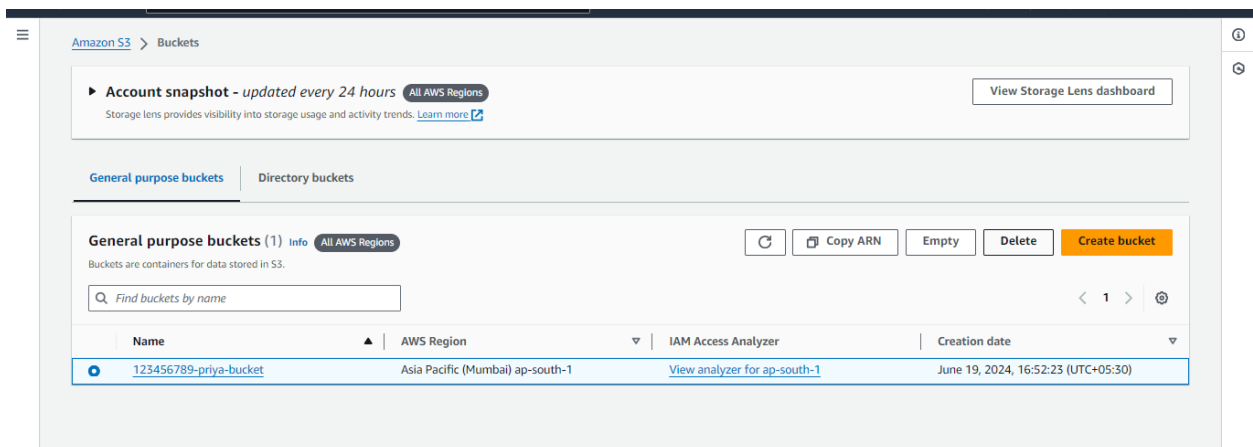 Amazon S3 > Buckets
Account snapshot - updated every 24 hours All AWS Regions
View Storage Lens dashboard
Storage lens provides visibility into storage usage and activity trends. Learn more
General purpose buckets Directory buckets
General purpose buckets (1) Info All AWS Regions
Copy ARN Empty Delete Create bucket
Buckets are containers for data stored in S3.
Find buckets by name
1
Name AWS Region IAM Access Analyzer Creation date
123456789-priya-bucket Asia Pacific (Mumbai) ap-south-1 View analyzer for ap-south-1 June 19, 2024, 16:52:23 (UTC+05:30)